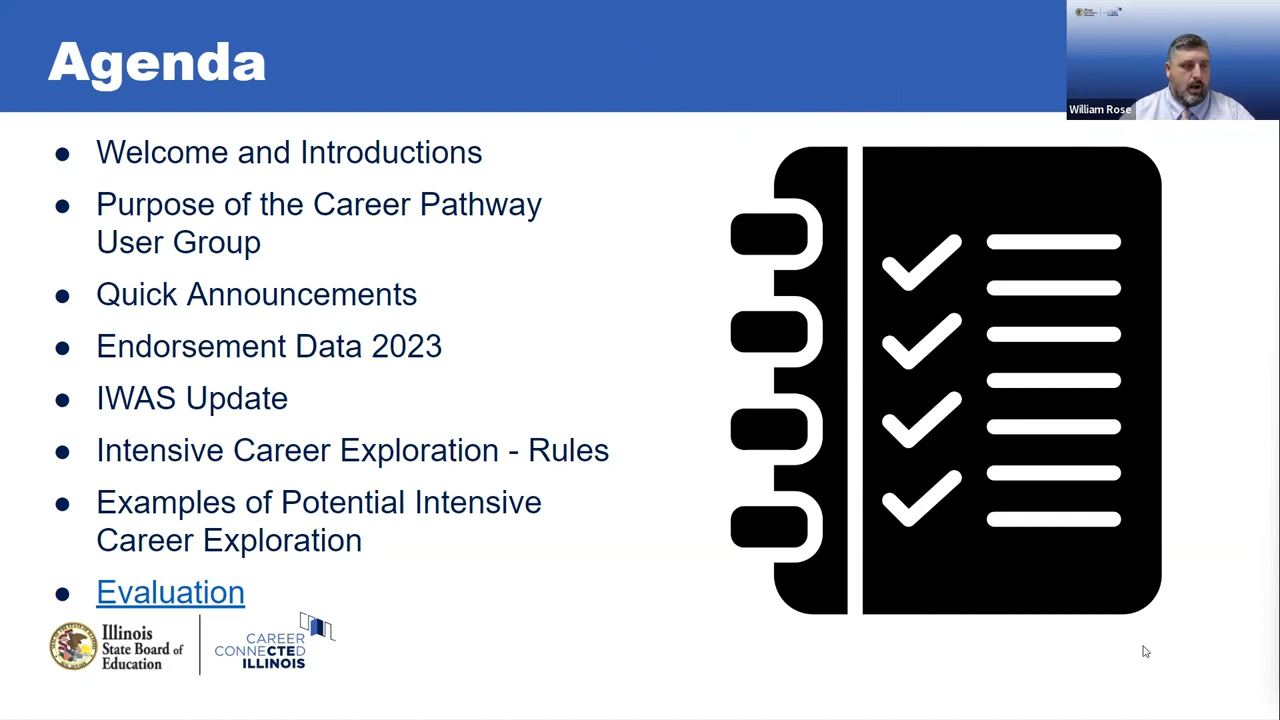 Agenda
William Rose
Welcome and Introductions
Purpose of the Career Pathway
User Group
Quick Announcements
Endorsement Data 2023
IWAS Update
Intensive Career Exploration - Rules
Examples of Potential Intensive
Career Exploration
Evaluation
Illinois
State Board of
Education
CAREER
CONNECTED
ILLINOIS